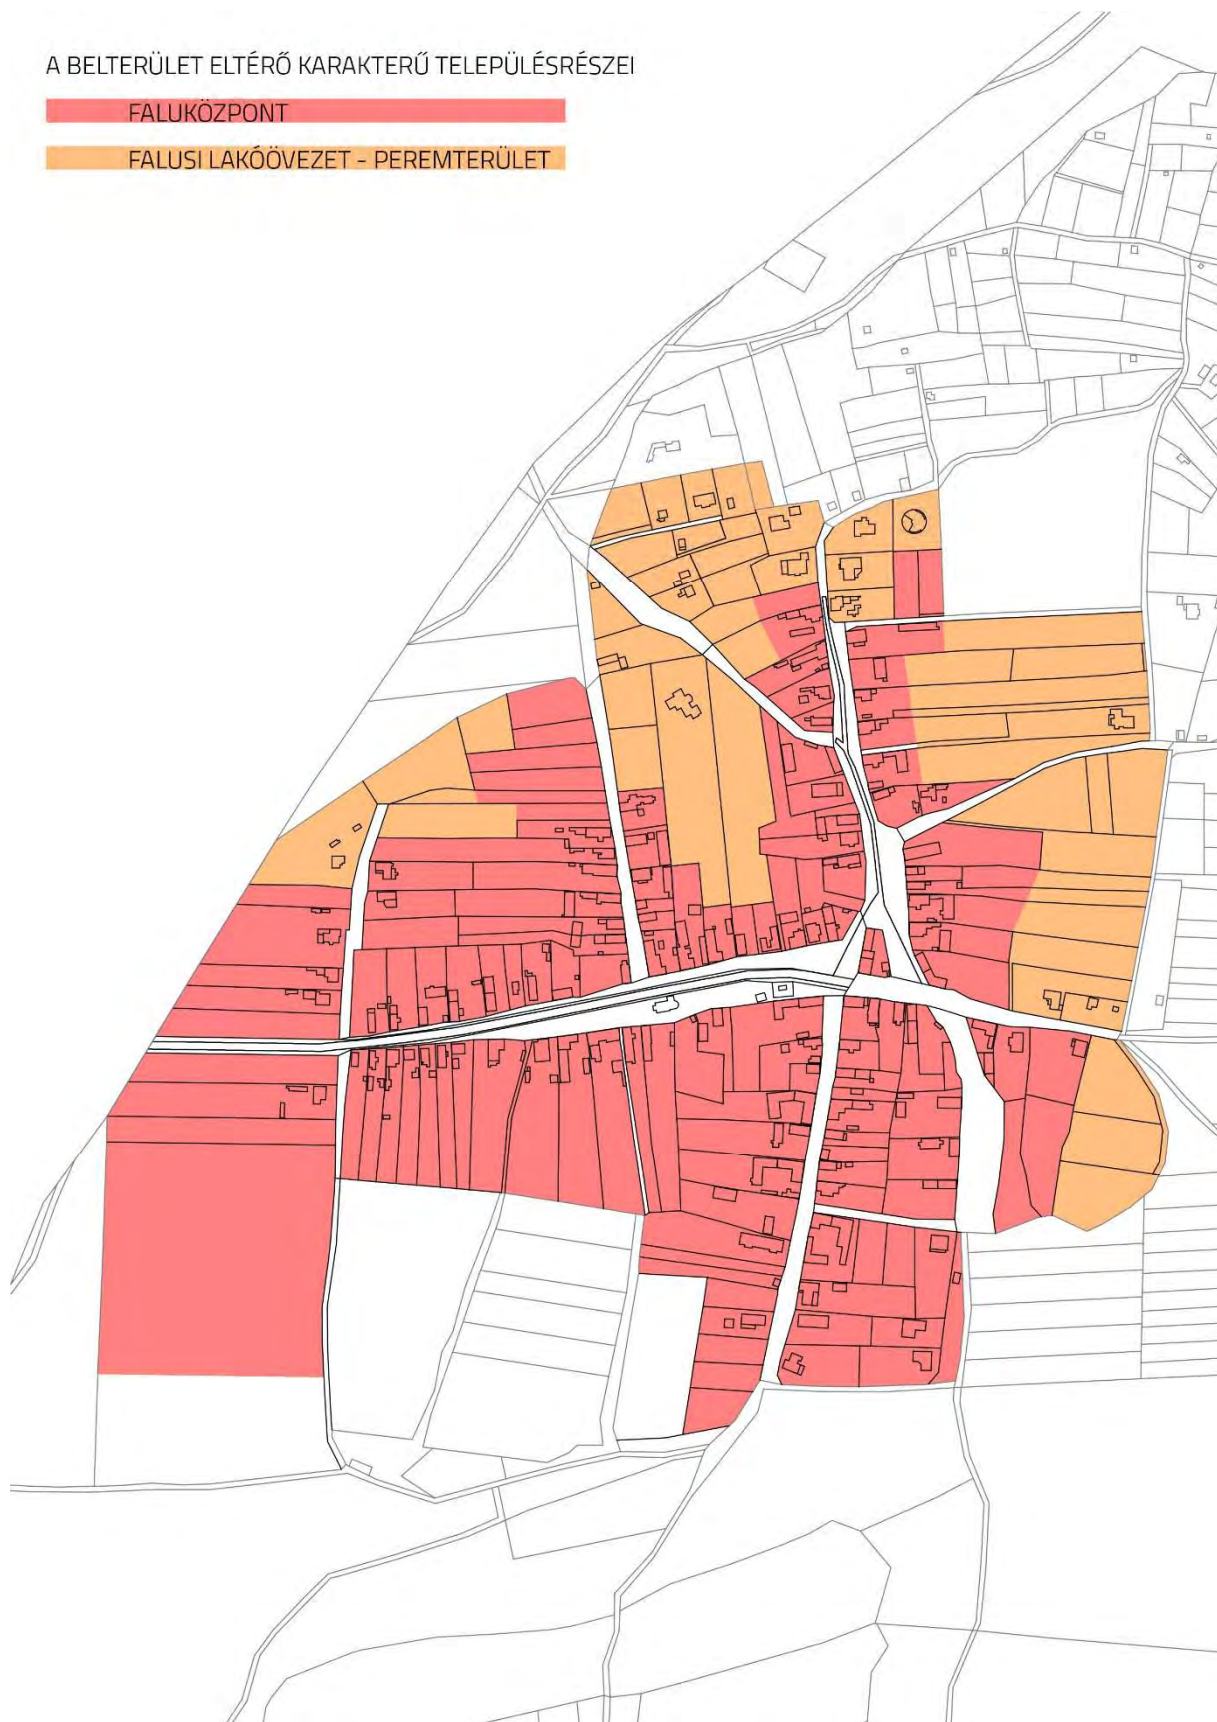 A BELTERÜLET ELTÉRŐ KARAKTERŰ TELEPÜLÉSRÉSZEI
FALUKÖZPONT
FALUSI LAKÓÖVEZET - PEREMTERÜLET